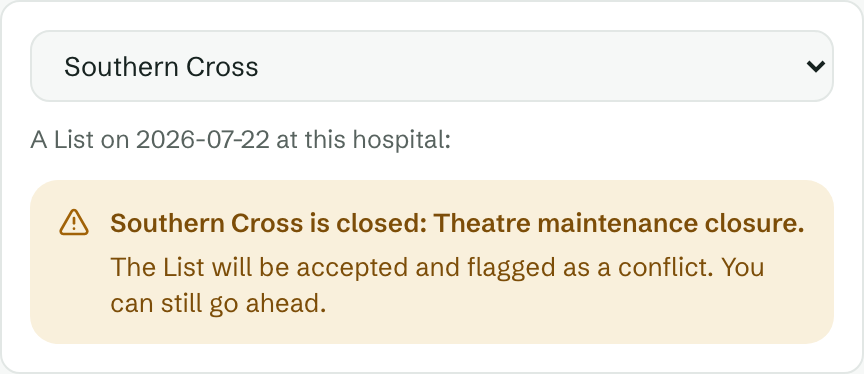 Southern Cross
A List on 2026-07-22 at this hospital:
Southern Cross is closed: Theatre maintenance closure.
The List will be accepted and flagged as a conflict. You
can still go ahead.